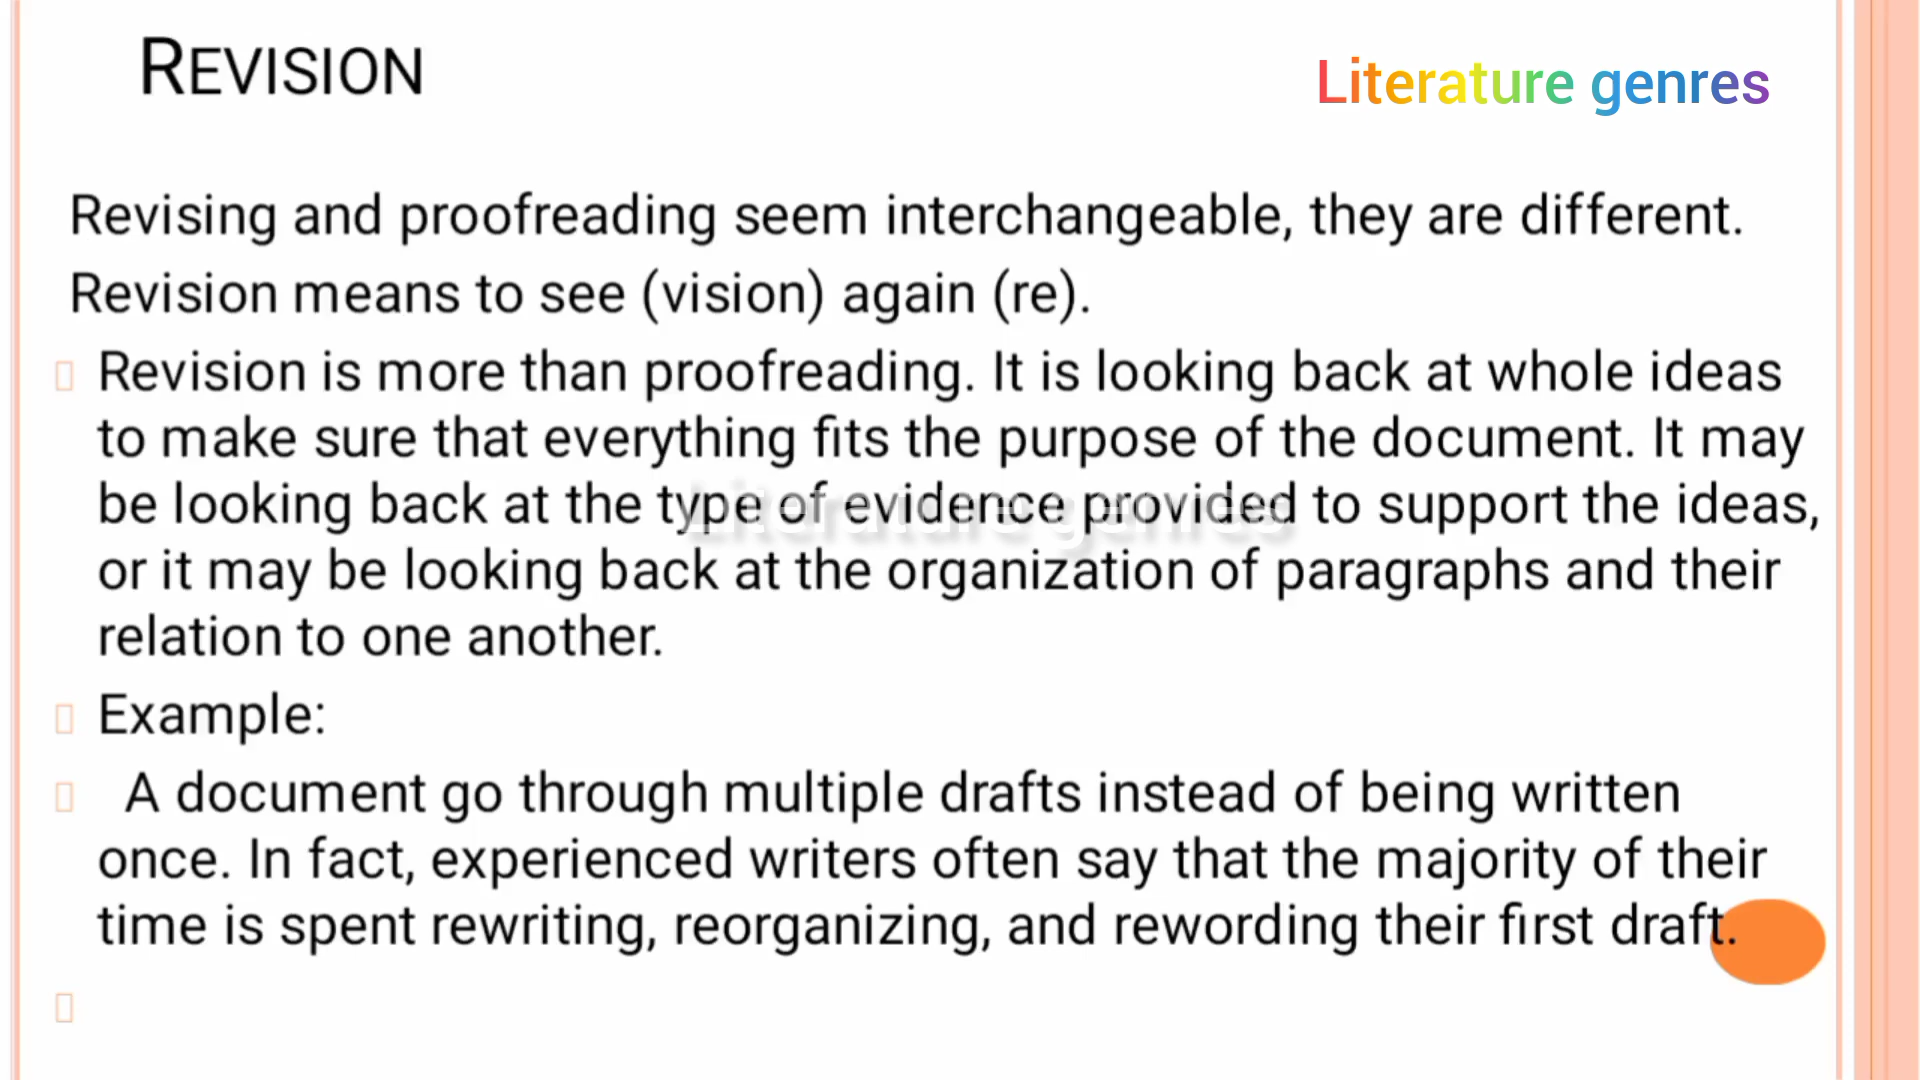 REVISION
Literature genres
Revising and proofreading seem interchangeable, they are different.
Revision means to see (vision) again (re).
Revision is more than proofreading. It is looking back at whole ideas
to make sure that everything fits the purpose of the document. It may
be looking back at the type of evidence provided to support the ideas,
or it may be looking back at the organization of paragraphs and their
relation to one another.
Literature genres
Example:
A document go through multiple drafts instead of being written
once. In fact, experienced writers often say that the majority of their
time is spent rewriting, reorganizing, and rewording their first draft.